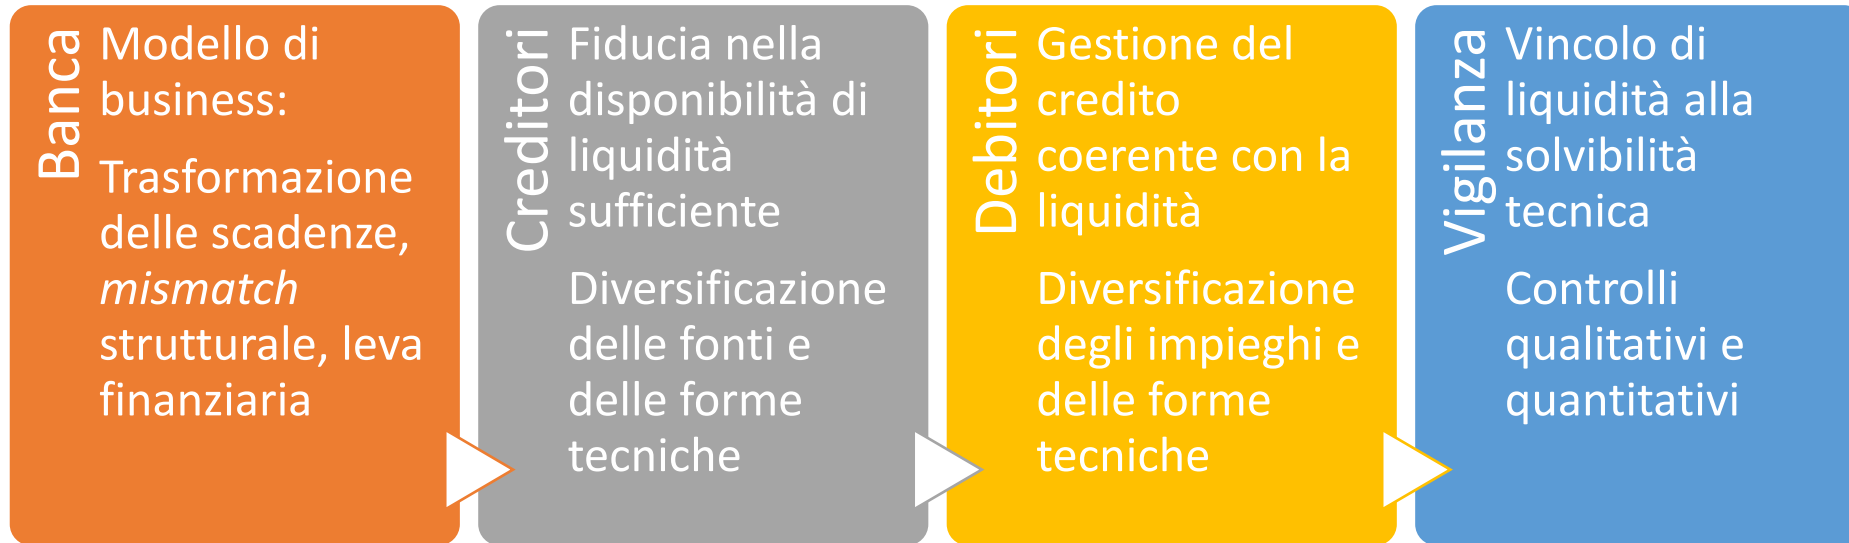 Banca
Modello di
business:
Trasformazione
delle scadenze,
mismatch
strutturale, leva
finanziaria
Creditori
Fiducia nella
disponibilità di
liquidità
sufficiente
Diversificazione
delle fonti e
delle forme
tecniche
Debitori
Gestione del
credito
coerente con la
liquidità
Diversificazione
degli impieghi e
delle forme
tecniche
Vigilanza
Vincolo di
liquidità alla
solvibilità
tecnica
Controlli
qualitativi e
quantitativi